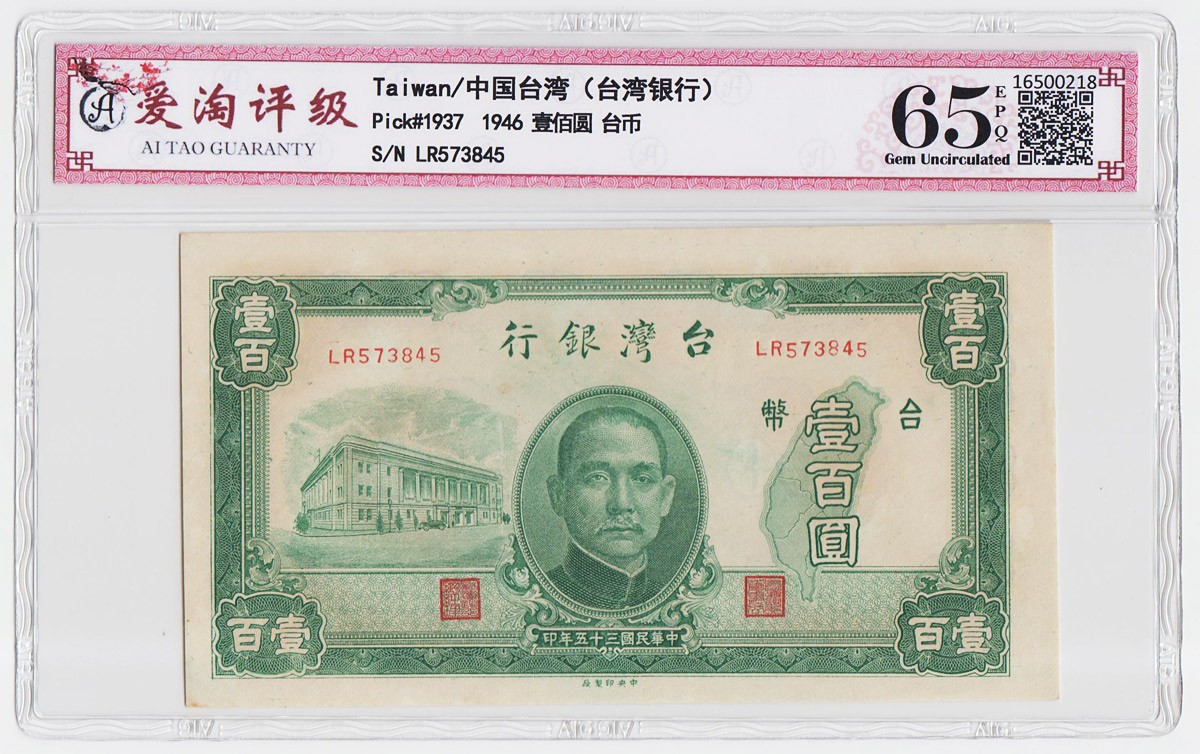 爱淘评级
AI TAO GUARANTY
Taiwan/中国台湾（台湾银行）
Pick#1937 1946 壹佰圆 台币
S/N LR573845
65 EPQ
Gem Uncirculated
16500218
壹百
壹百
台灣銀行
LR573845
LR573845
台幣
壹百圓
壹百
壹百
中華民國三十五年印
中央印製廠